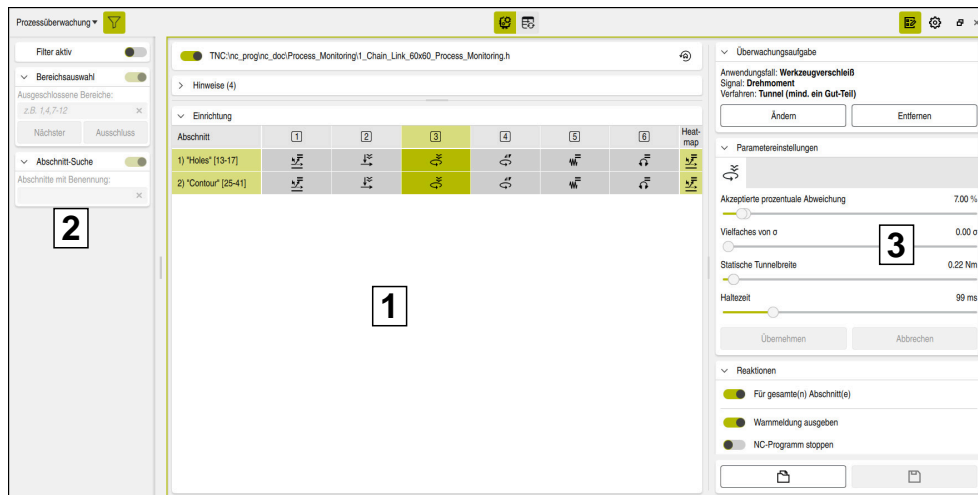 Prozessüberwachung
Filter aktiv
Bereichsauswahl
Ausgeschlossene Bereiche:
z.B. 1,4,7-12
Nächster Ausschluss
Abschnitt-Suche
Abschnitte mit Benennung:
2
TNC:\nc_prog\nc_doc\Process_Monitoring\1_Chain_Link_60x60_Process_Monitoring.h
Hinweise (4)
Einrichtung
Abschnitt 1 2 3 4 5 6 Heat-
map
1) "Holes" [13-17]
2) "Contour" [25-41]
1
Überwachungsaufgabe
Anwendungsfall: Werkzeugverschleiß
Signal: Drehmoment
Verfahren: Tunnel (mind. ein Gut-Teil)
Ändern Entfernen
Parametereinstellungen
Akzeptierte prozentuale Abweichung 7.00 %
Vielfaches von σ 0.00 σ
3
Statische Tunnelbreite 0.22 Nm
Haltezeit 99 ms
Übernehmen Abbrechen
Reaktionen
Für gesamte(n) Abschnitt(e)
Warnmeldung ausgeben
NC-Programm stoppen